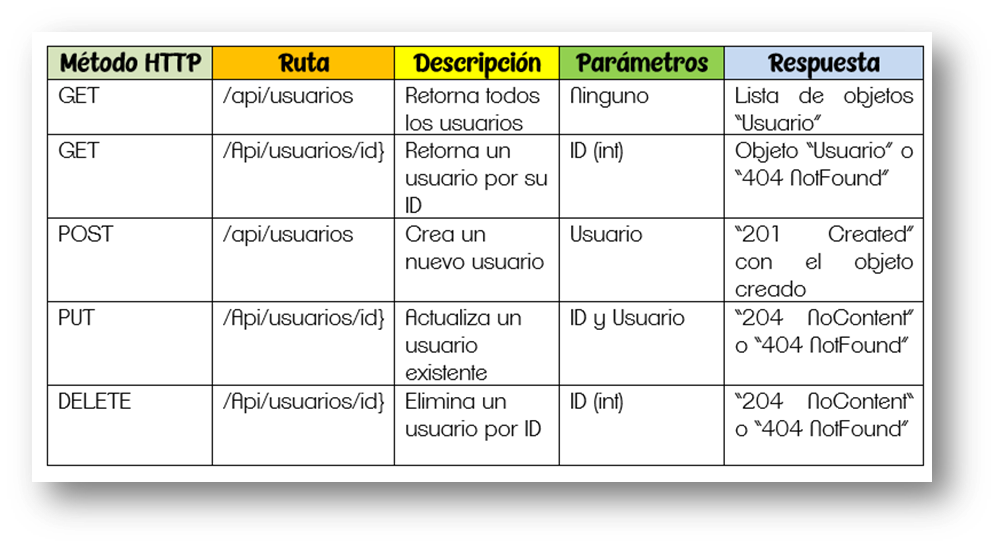 Método HTTP Ruta Descripción Parámetros Respuesta
GET /api/usuarios Retorna todos Ninguno Lista de objetos
los usuarios "Usuario"
GET /Api/usuarios/id} Retorna un ID (int) Objeto "Usuario" o
usuario por su "404 NotFound"
ID
POST /api/usuarios Crea un Usuario "201 Created"
nuevo usuario con el objeto
creado
PUT /Api/usuarios/id} Actualiza un ID y Usuario "204 NoContent"
usuario o "404 NotFound"
existente
DELETE /Api/usuarios/id} Elimina un ID (int) "204 NoContent"
usuario por ID o "404 NotFound"